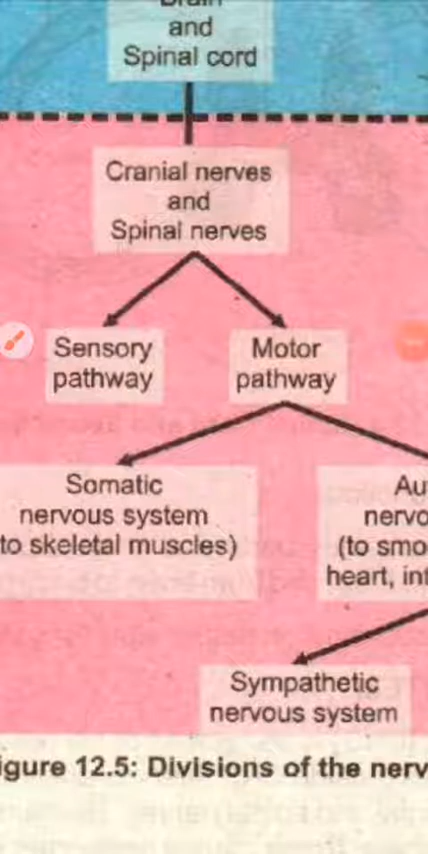 Brain
and
Spinal cord
Cranial nerves
and
Spinal nerves
Sensory
pathway
Motor
pathway
Somatic
nervous system
to skeletal muscles)
Au
nervo
(to smo
heart, int
Sympathetic
nervous system
igure 12.5: Divisions of the nerv